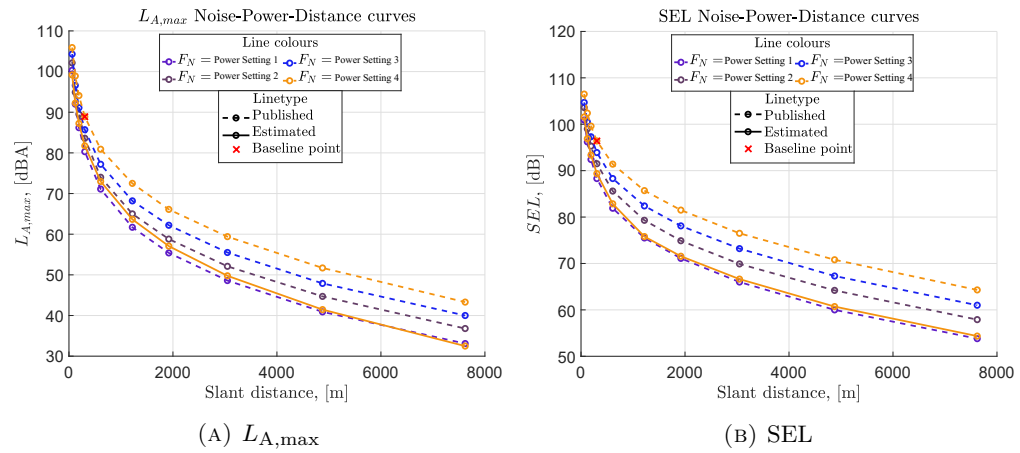 L_{A,max} Noise-Power-Distance curves
110
100
90
80
70
60
50
40
30
L_{A,max}, [dBA]
0
2000
4000
6000
8000
Slant distance, [m]
Line colours
F_N = Power Setting 1
F_N = Power Setting 3
F_N = Power Setting 2
F_N = Power Setting 4
Linetype
Published
Estimated
Baseline point
(A) L_{A,max}
SEL Noise-Power-Distance curves
120
110
100
90
80
70
60
50
SEL, [dB]
0
2000
4000
6000
8000
Slant distance, [m]
Line colours
F_N = Power Setting 1
F_N = Power Setting 3
F_N = Power Setting 2
F_N = Power Setting 4
Linetype
Published
Estimated
Baseline point
(B) SEL